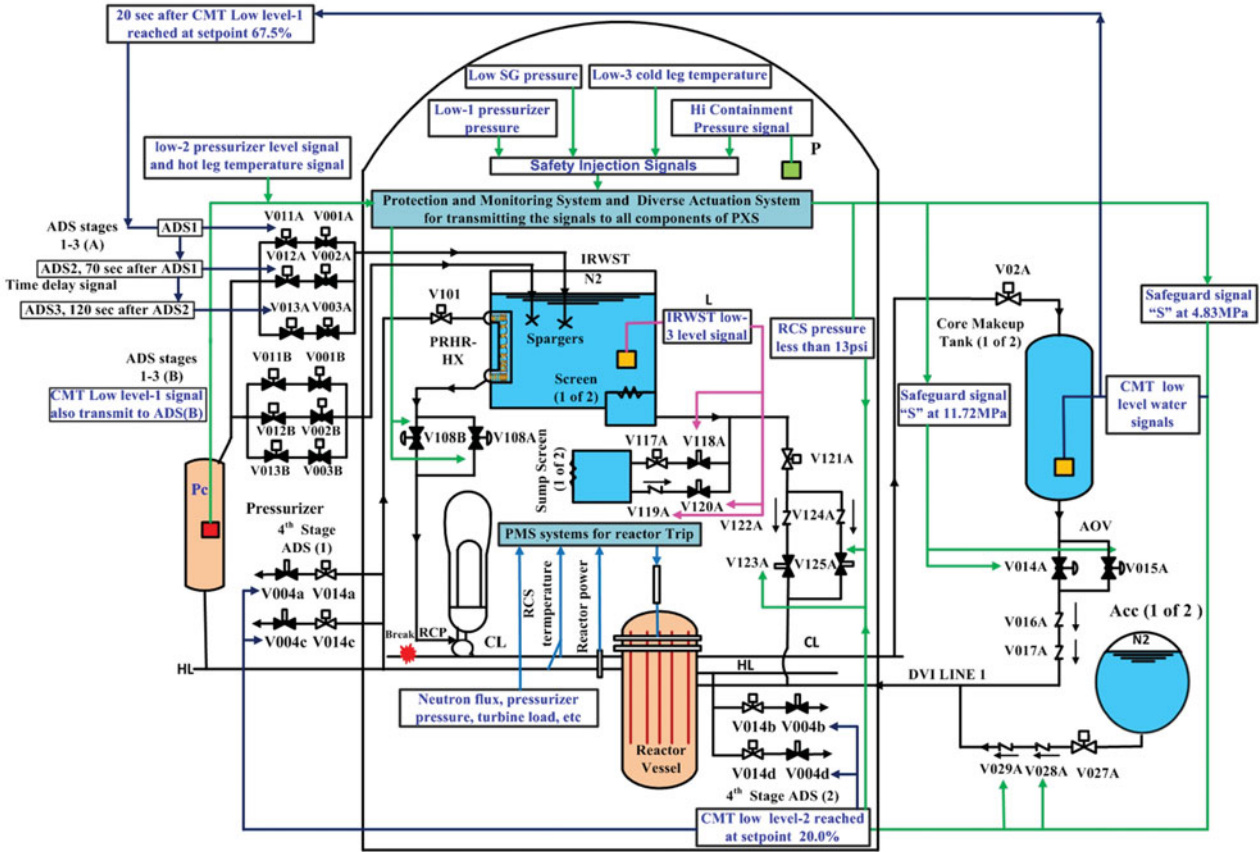 20 sec after CMT Low level-1
reached at setpoint 67.5%
Low SG pressure
Low-3 cold leg temperature
Low-1 purrizer
pressure
Hi Containment
Pressure signal
P
low-2 pressurizer level signal
and hot leg temperature signal
Safety Injection Signals
Protection and Monitoring System and Diverse Actuation System
for transmitting the signals to all components of PXS
ADS stages
1-3 (A)
ADS1
ADS2, 70 sec after ADS1
Time delay signal
ADS3, 120 sec after ADS2
V011A
V001A
V012A
V002A
V013A
V003A
ADS stages
1-3 (B)
CMT Low level-1 signal
also transmit to ADS(B)
V011B
V001B
V012B
V002B
V013B
V003B
V101
PRHR-
HX
IRWST
N2
Spargers
L
IRWST low-
3 level signal
Screen
(1 of 2)
RCS pressure
less than 13psi
V02A
Core Makeup
Tank (1 of 2)
Safeguard signal
“S” at 4.83MPa
Safeguard signal
“S” at 11.72MPa
CMT low
level water
signals
V108B
V108A
Sump Screen
(1 of 2)
V117A
V118A
V119A
V120A
V121A
V122A
V124A
V123A
V125A
AOV
V014A
V015A
V016A
V017A
Acc (1 of 2 )
N2
Pc
Pressurizer
4th Stage
ADS (1)
V004a
V014a
V004c
V014c
PMS systems for reactor Trip
RCS
termperature
Reactor power
Break
RCP
CL
HL
HL
CL
DVI LINE 1
Neutron flux, pressurizer
pressure, turbine load, etc
Reactor
Vessel
V014b
V004b
V014d
V004d
4th Stage ADS (2)
CMT low level-2 reached
at setpoint 20.0%
V029A
V028A
V027A